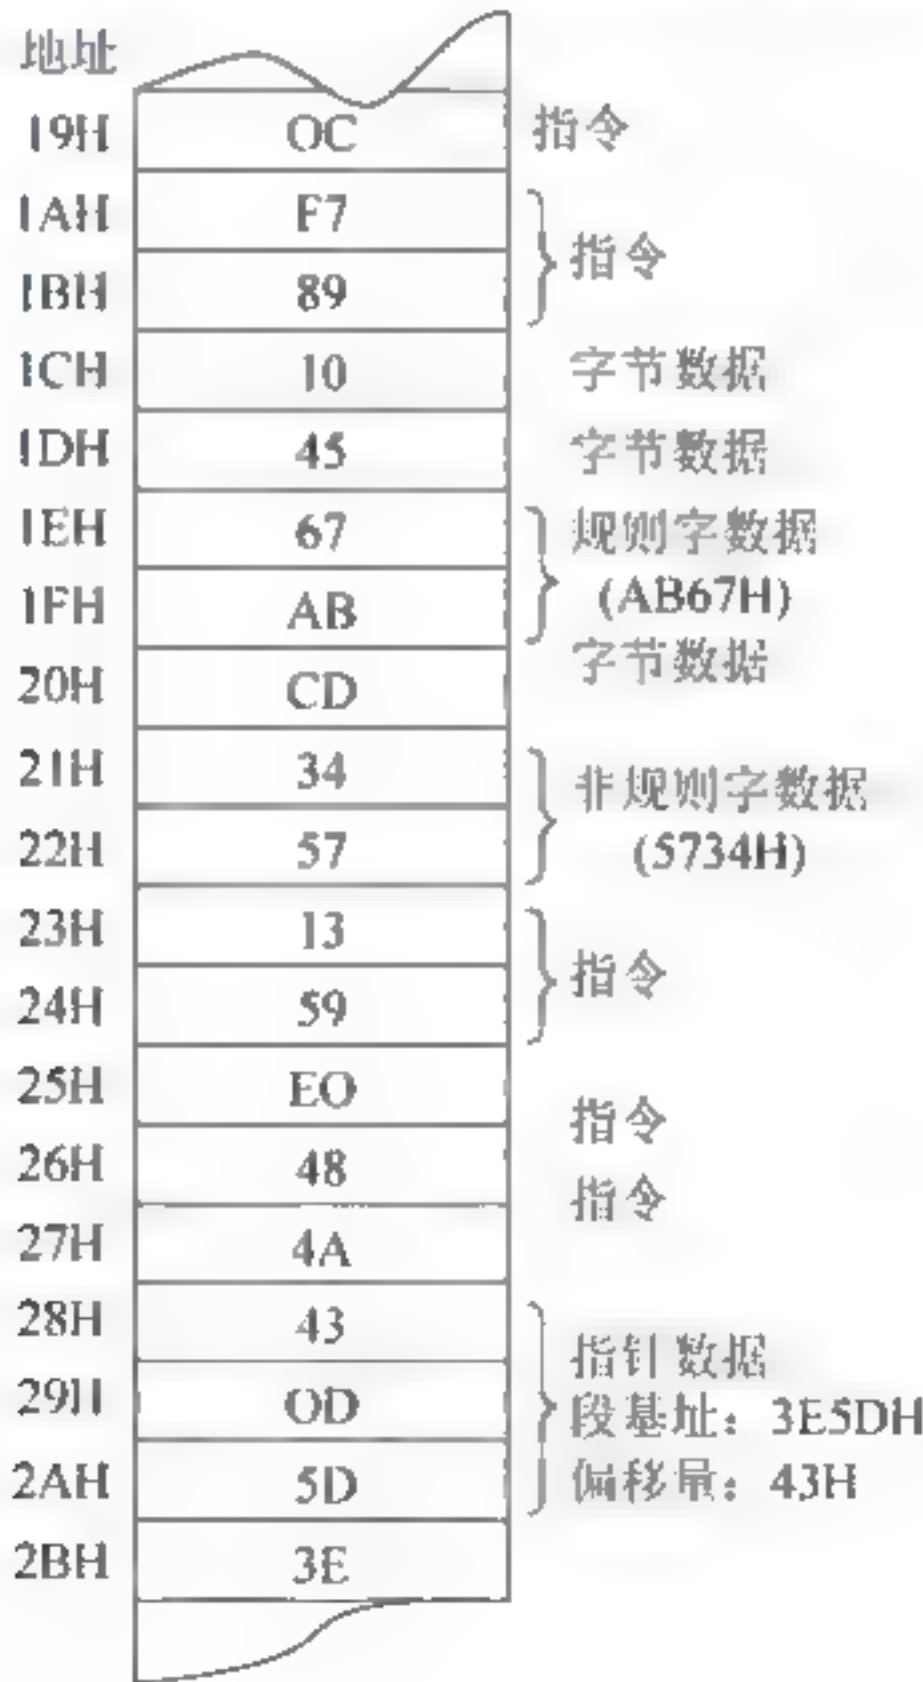 地址
19H OC 指令
1AH F7
指令
1BH 89
1CH 10 字节数据
1DH 45 字节数据
1EH 67 规则字数据
1FH AB (AB67H)
20H CD 字节数据
21H 34 非规则字数据
22H 57 (5734H)
23H 13
指令
24H 59
25H EO 指令
26H 48 指令
27H 4A
28H 43 指针数据
29H OD 段基址：3E5DH
2AH 5D 偏移量：43H
2BH 3E